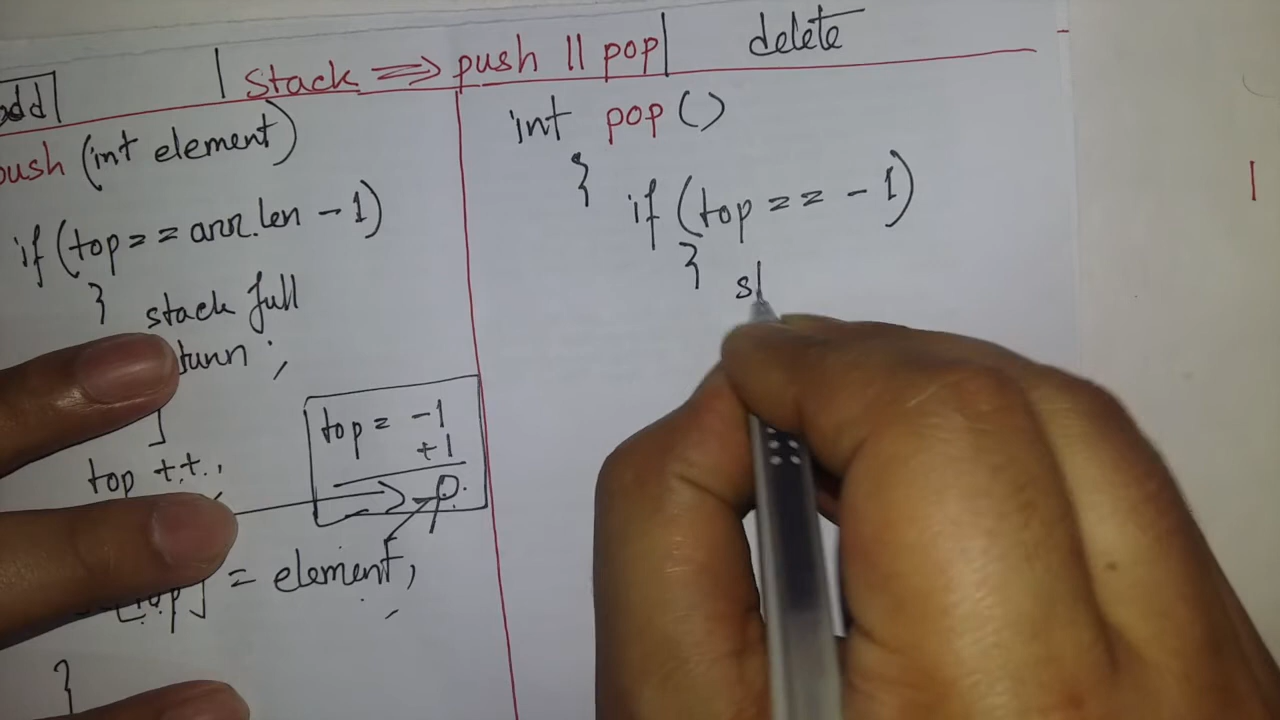 | stack ⇒ push || pop |
delete
add
push (int element)
if (top == arr.len - 1)
} stack full
;
top ++;
= element;
}
top = -1
+1
int pop ()
}
if (top == -1)
}